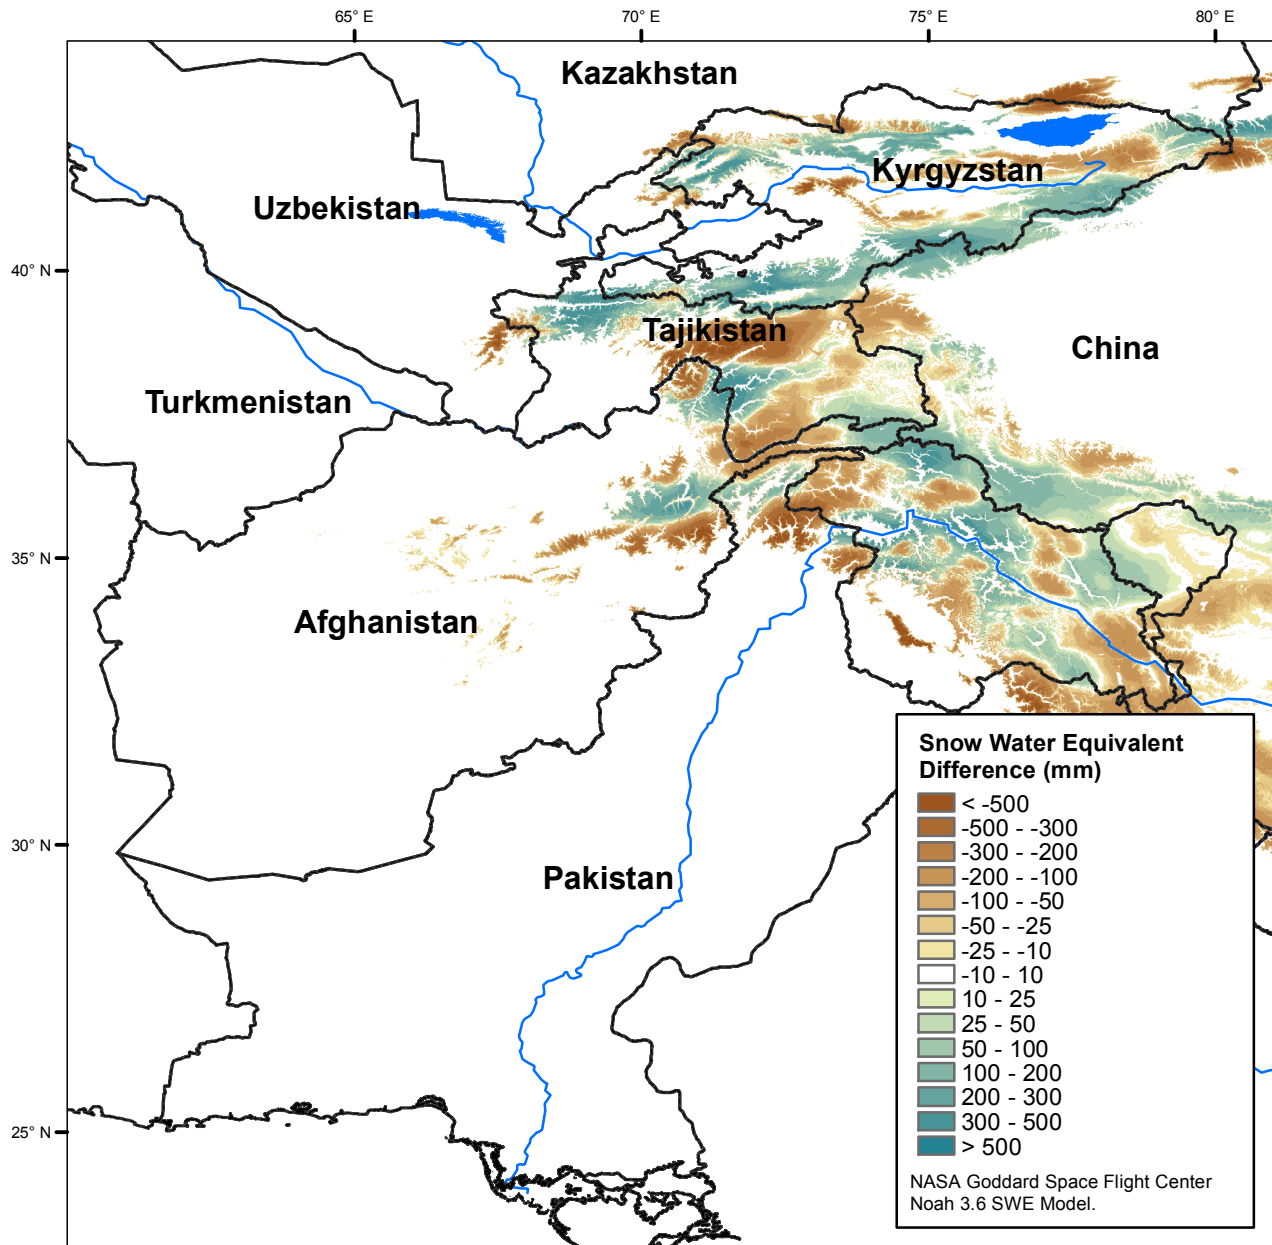 65° E
70° E
75° E
80° E
Kazakhstan
Kyrgyzstan
Uzbekistan
40° N
Tajikistan
China
Turkmenistan
35° N
Afghanistan
Snow Water Equivalent
Difference (mm)
< -500
-500 - -300
-300 - -200
-200 - -100
-100 - -50
-50 - -25
-25 - -10
-10 - 10
10 - 25
25 - 50
50 - 100
100 - 200
200 - 300
300 - 500
> 500
NASA Goddard Space Flight Center
Noah 3.6 SWE Model.
30° N
Pakistan
25° N